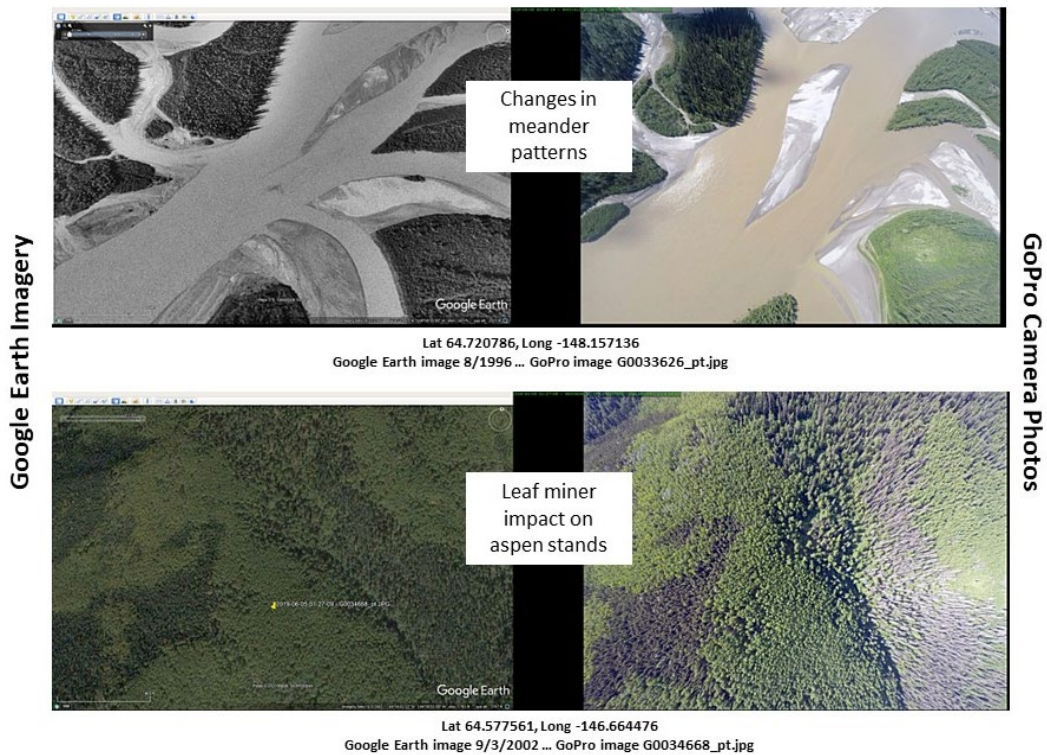 Google Earth Imagery
Changes in
meander
patterns
Google Earth
GoPro Camera Photos
Lat 64.720786, Long -148.157136
Google Earth image 8/1996 ... GoPro image G0033626_pt.jpg
Leaf miner
impact on
aspen stands
Google Earth
Lat 64.577561, Long -146.664476
Google Earth image 9/3/2002 ... GoPro image G0034668_pt.jpg